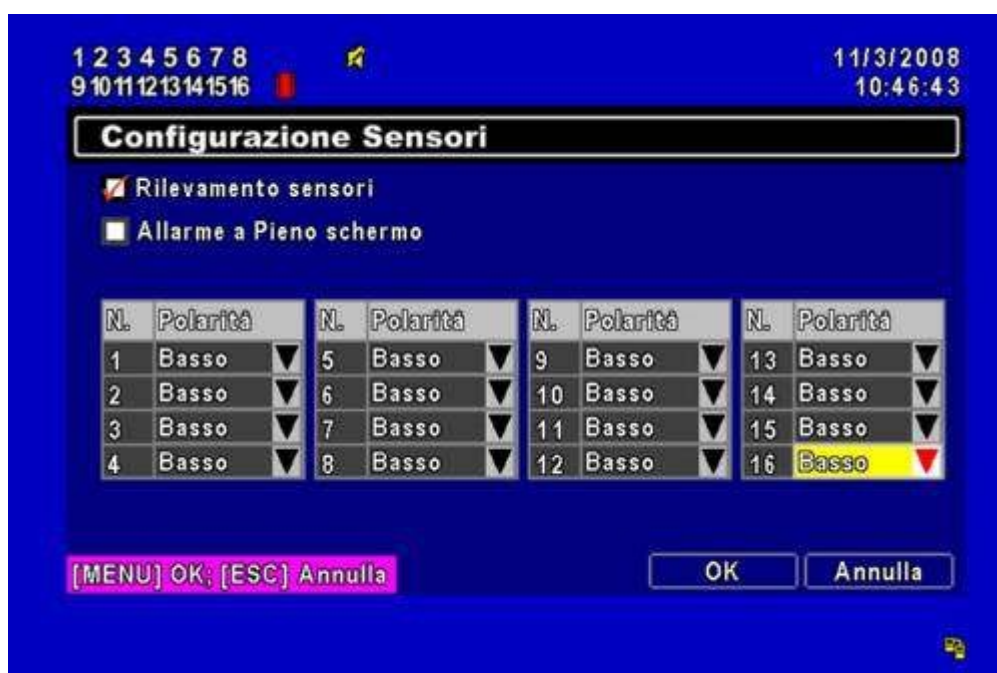 1 2 3 4 5 6 7 8
9 10 11 12 13 14 15 16
11/3/2008
10:46:43
Configurazione Sensori
Rilevamento sensori
Allarme a Pieno schermo
N. Polarità N. Polarità N. Polarità N. Polarità
1 Basso 5 Basso 9 Basso 13 Basso
2 Basso 6 Basso 10 Basso 14 Basso
3 Basso 7 Basso 11 Basso 15 Basso
4 Basso 8 Basso 12 Basso 16 Basso
[MENU] OK; [ESC] Annulla
OK Annulla